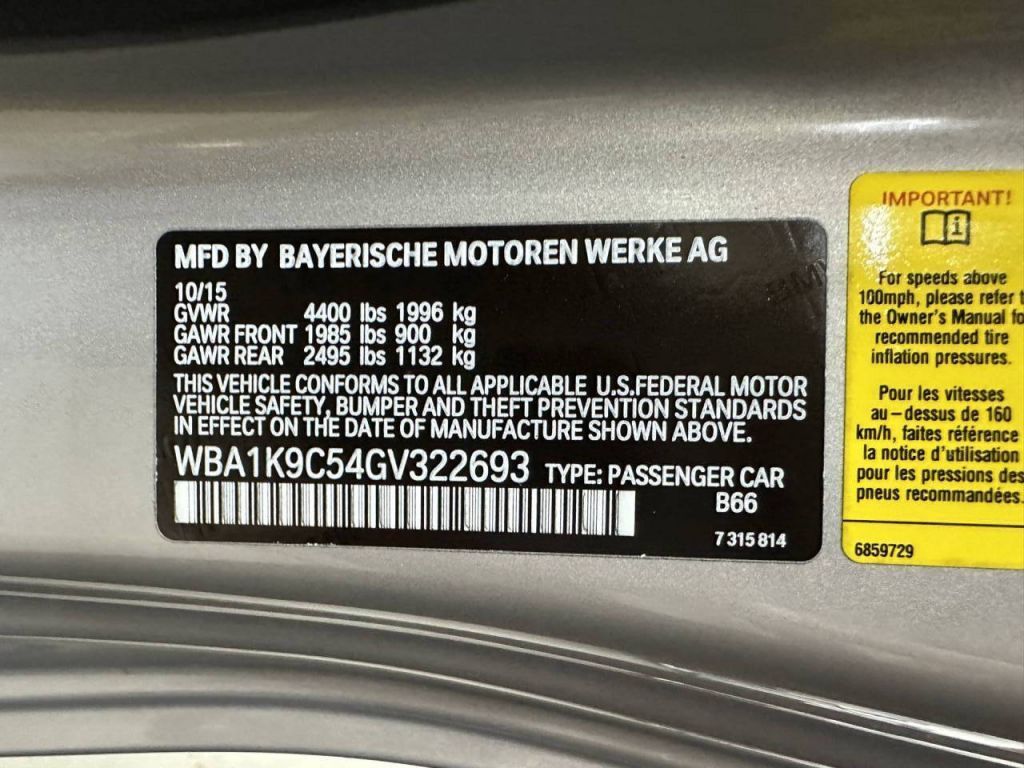 MFD BY BAYERISCHE MOTOREN WERKE AG
10/15
GVWR 4400 lbs 1996 kg
GAWR FRONT 1985 lbs 900 kg
GAWR REAR 2495 lbs 1132 kg
THIS VEHICLE CONFORMS TO ALL APPLICABLE U.S.FEDERAL MOTOR
VEHICLE SAFETY, BUMPER AND THEFT PREVENTION STANDARDS
IN EFFECT ON THE DATE OF MANUFACTURE SHOWN ABOVE.
WBA1K9C54GV322693 TYPE: PASSENGER CAR
B66
7 315 814
IMPORTANT!
For speeds above
100mph, please refer
the Owner's Manual
recommended tire
inflation pressures.
Pour les vitesses
au–dessus de 160
km/h, faites référence
la notice d'utilisation
pour les pressions des
pneus recommandées.
6859729